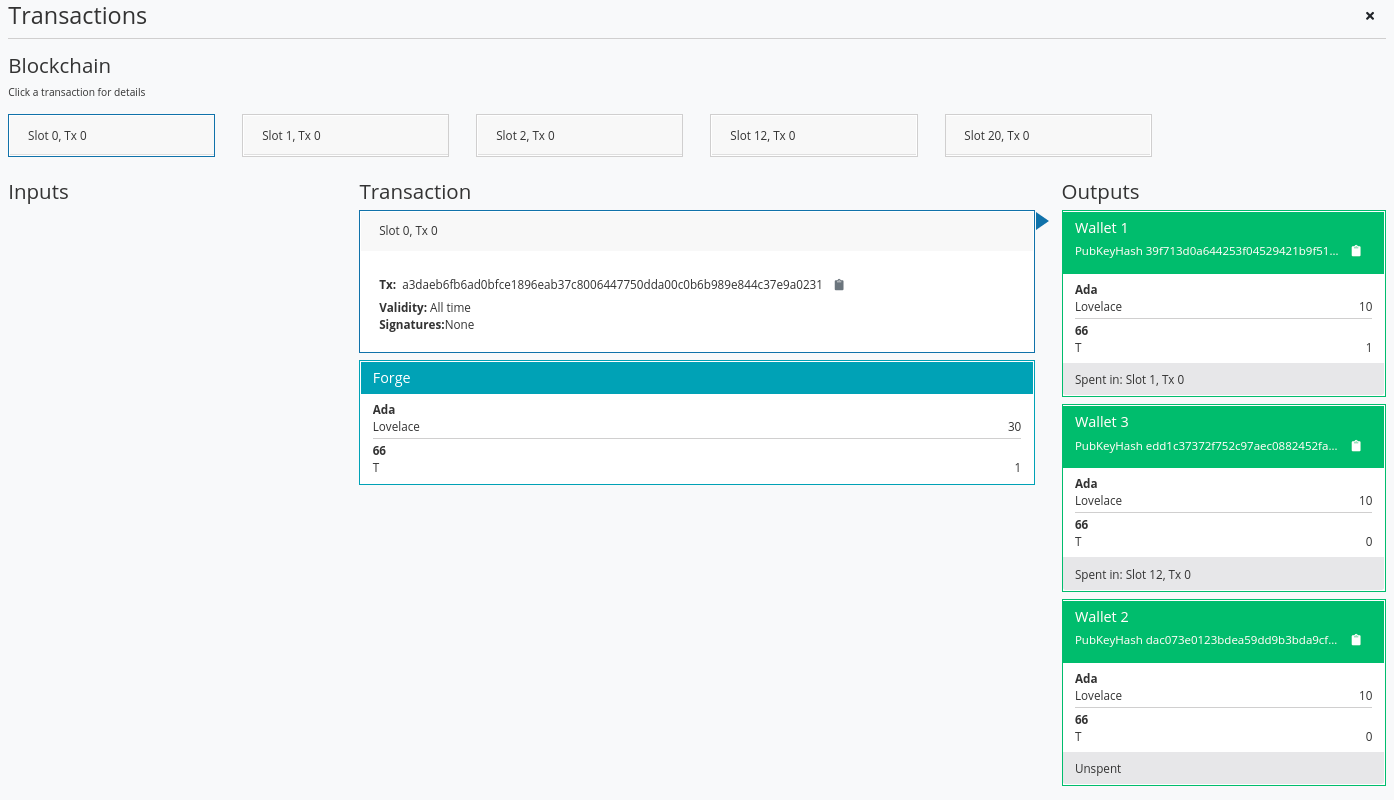 Transactions
Blockchain
Click a transaction for details
Slot 0, Tx 0
Slot 1, Tx 0
Slot 2, Tx 0
Slot 12, Tx 0
Slot 20, Tx 0
Inputs
Transaction
Slot 0, Tx 0
Tx: a3daeb6fb6ad0bfce1896eab37c8006447750dda00c0b6b989e844c37e9a0231
Validity: All time
Signatures:None
Forge
Ada
Lovelace 30
66
T 1
Outputs
Wallet 1
PubKeyHash 39f713d0a644253f04529421b9f51...
Ada
Lovelace 10
66
T 1
Spent in: Slot 1, Tx 0
Wallet 3
PubKeyHash edd1c37372f752c97aec0882452fa...
Ada
Lovelace 10
66
T 0
Spent in: Slot 12, Tx 0
Wallet 2
PubKeyHash dac073e0123bdea59dd9b3bda9cf...
Ada
Lovelace 10
66
T 0
Unspent